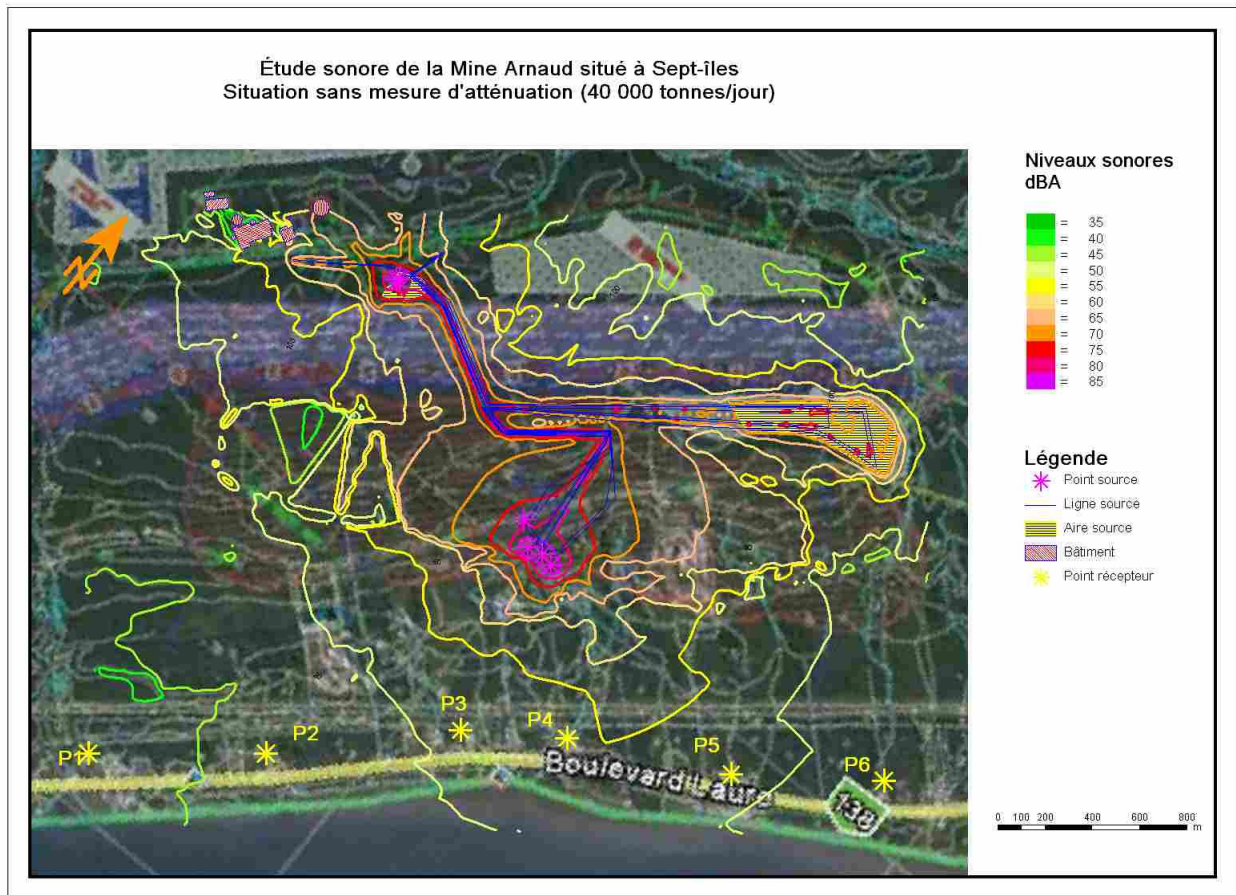 Étude sonore de la Mine Arnaud situé à Sept-îles
Situation sans mesure d'atténuation (40 000 tonnes/jour)
Niveaux sonores
dBA
= 35
= 40
= 45
= 50
= 55
= 60
= 65
= 70
= 75
= 80
= 85
Légende
Point source
Ligne source
Aire source
Bâtiment
Point récepteur
N
P1
P2
P3
P4
P5
P6
Boulevard Laure
138
0 100 200 400 600 800
m